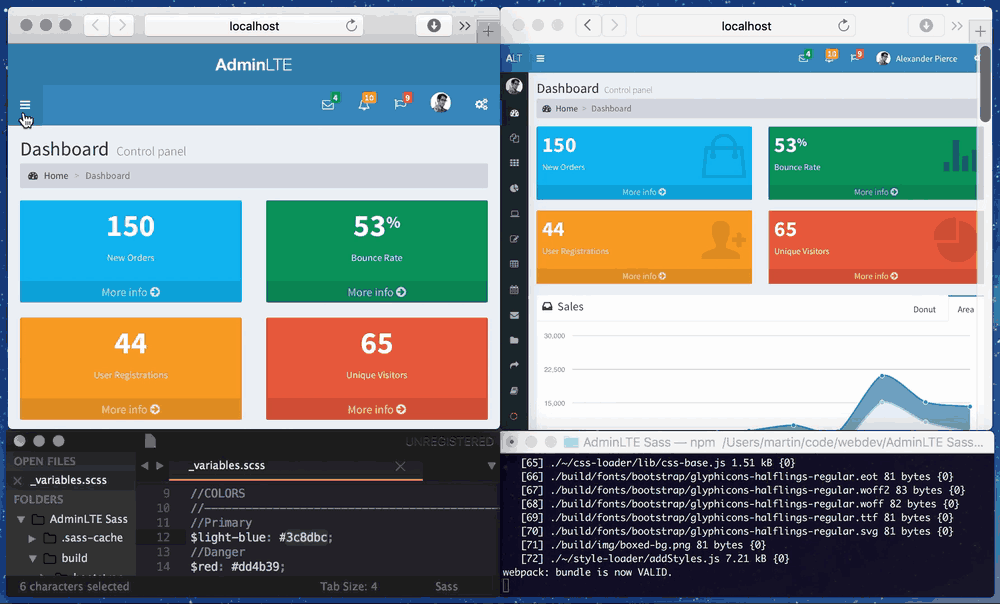 localhost
AdminLTE
4
10
9
Dashboard Control panel
Home > Dashboard
150
New Orders
More info
53%
Bounce Rate
More info
44
User Registrations
More info
65
Unique Visitors
More info
localhost
ALT
4
10
9
Alexander Pierce
Dashboard Control panel
Home > Dashboard
150
New Orders
More info
53%
Bounce Rate
More info
44
User Registrations
More info
65
Unique Visitors
More info
Sales
Donut
Area
30,000
22,500
15,000
UNREGISTERED
OPEN FILES
_variables.scss
FOLDERS
AdminLTE Sass
.sass-cache
build
_variables.scss
9 //COLORS
10 //--------------------------------
11 //Primary
12 $light-blue: #3c8dbc;
13 //Danger
14 $red: #dd4b39;
6 characters selected
Tab Size: 4
Sass
AdminLTE Sass — npm /Users/martin/code/webdev/AdminLTE Sass...
[65] ./~/css-loader/lib/css-base.js 1.51 kB {0}
[66] ./build/fonts/bootstrap/glyphicons-halflings-regular.eot 81 bytes {0}
[67] ./build/fonts/bootstrap/glyphicons-halflings-regular.woff2 83 bytes {0}
[68] ./build/fonts/bootstrap/glyphicons-halflings-regular.woff 82 bytes {0}
[69] ./build/fonts/bootstrap/glyphicons-halflings-regular.ttf 81 bytes {0}
[70] ./build/fonts/bootstrap/glyphicons-halflings-regular.svg 81 bytes {0}
[71] ./build/img/boxed-bg.png 81 bytes {0}
[72] ./~/style-loader/addStyles.js 7.21 kB {0}
webpack: bundle is now VALID.